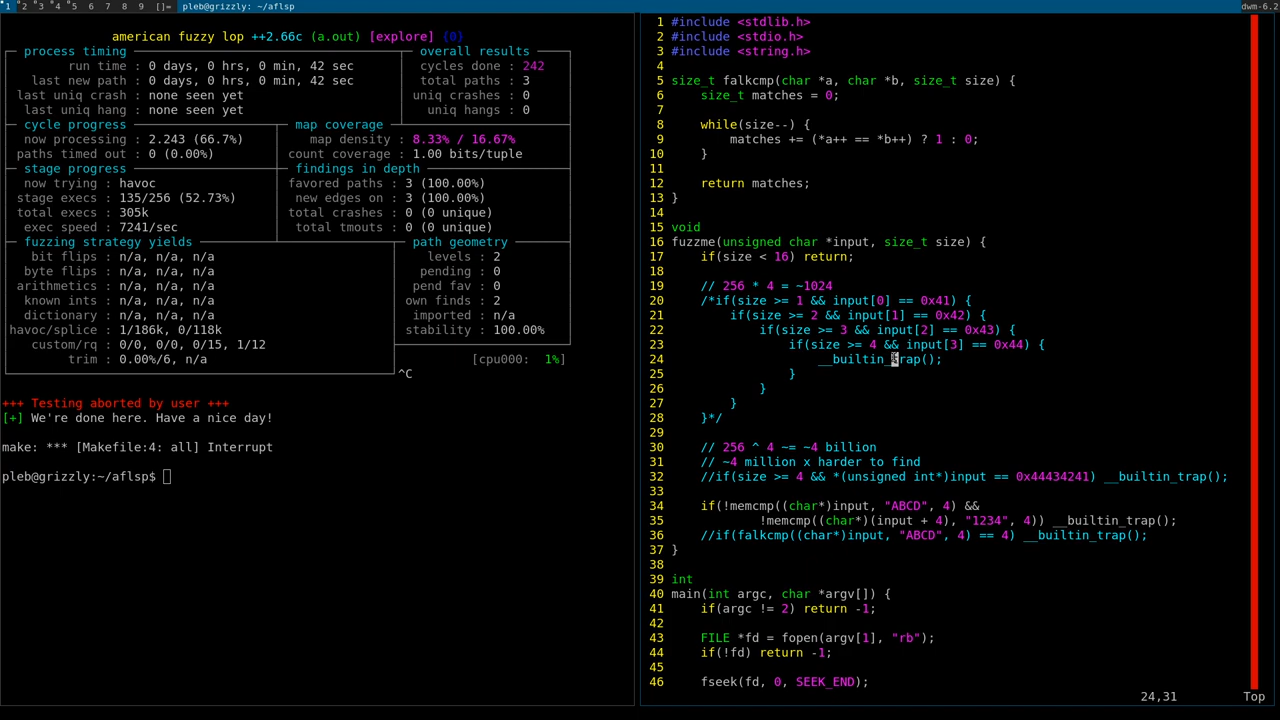 1 2 3 4 5 6 7 8 9 []= pleb@grizzly: ~/aflsp dwm-6.2
american fuzzy lop ++2.66c (a.out) [explore] {0}
process timing overall results
run time : 0 days, 0 hrs, 0 min, 42 sec cycles done : 242
last new path : 0 days, 0 hrs, 0 min, 42 sec total paths : 3
last uniq crash : none seen yet uniq crashes : 0
last uniq hang : none seen yet uniq hangs : 0
cycle progress map coverage
now processing : 2.243 (66.7%) map density : 8.33% / 16.67%
paths timed out : 0 (0.00%) count coverage : 1.00 bits/tuple
stage progress findings in depth
now trying : havoc favored paths : 3 (100.00%)
stage execs : 135/256 (52.73%) new edges on : 3 (100.00%)
total execs : 305k total crashes : 0 (0 unique)
exec speed : 7241/sec total tmouts : 0 (0 unique)
fuzzing strategy yields path geometry
bit flips : n/a, n/a, n/a levels : 2
byte flips : n/a, n/a, n/a pending : 0
arithmetics : n/a, n/a, n/a pend fav : 0
known ints : n/a, n/a, n/a own finds : 2
dictionary : n/a, n/a, n/a imported : n/a
havoc/splice : 1/186k, 0/118k stability : 100.00%
custom/rq : 0/0, 0/0, 0/15, 1/12
trim : 0.00%/6, n/a [cpu000: 1%]
^C
+++ Testing aborted by user +++
[+] We're done here. Have a nice day!
make: *** [Makefile:4: all] Interrupt
pleb@grizzly:~/aflsp$
1 #include <stdlib.h>
2 #include <stdio.h>
3 #include <string.h>
4
5 size_t falkcmp(char *a, char *b, size_t size) {
6     size_t matches = 0;
7
8     while(size--) {
9         matches += (*a++ == *b++) ? 1 : 0;
10     }
11
12     return matches;
13 }
14
15 void
16 fuzzme(unsigned char *input, size_t size) {
17     if(size < 16) return;
18
19     // 256 * 4 = ~1024
20     /*if(size >= 1 && input[0] == 0x41) {
21         if(size >= 2 && input[1] == 0x42) {
22             if(size >= 3 && input[2] == 0x43) {
23                 if(size >= 4 && input[3] == 0x44) {
24                     __builtin_trap();
25                 }
26             }
27         }
28     }*/
29
30     // 256 ^ 4 ~= ~4 billion
31     // ~4 million x harder to find
32     //if(size >= 4 && *(unsigned int*)input == 0x44434241) __builtin_trap();
33
34     if(!memcmp((char*)input, "ABCD", 4) &&
35             !memcmp((char*)(input + 4), "1234", 4)) __builtin_trap();
36     //if(falkcmp((char*)input, "ABCD", 4) == 4) __builtin_trap();
37 }
38
39 int
40 main(int argc, char *argv[]) {
41     if(argc != 2) return -1;
42
43     FILE *fd = fopen(argv[1], "rb");
44     if(!fd) return -1;
45
46     fseek(fd, 0, SEEK_END);
24,31 Top